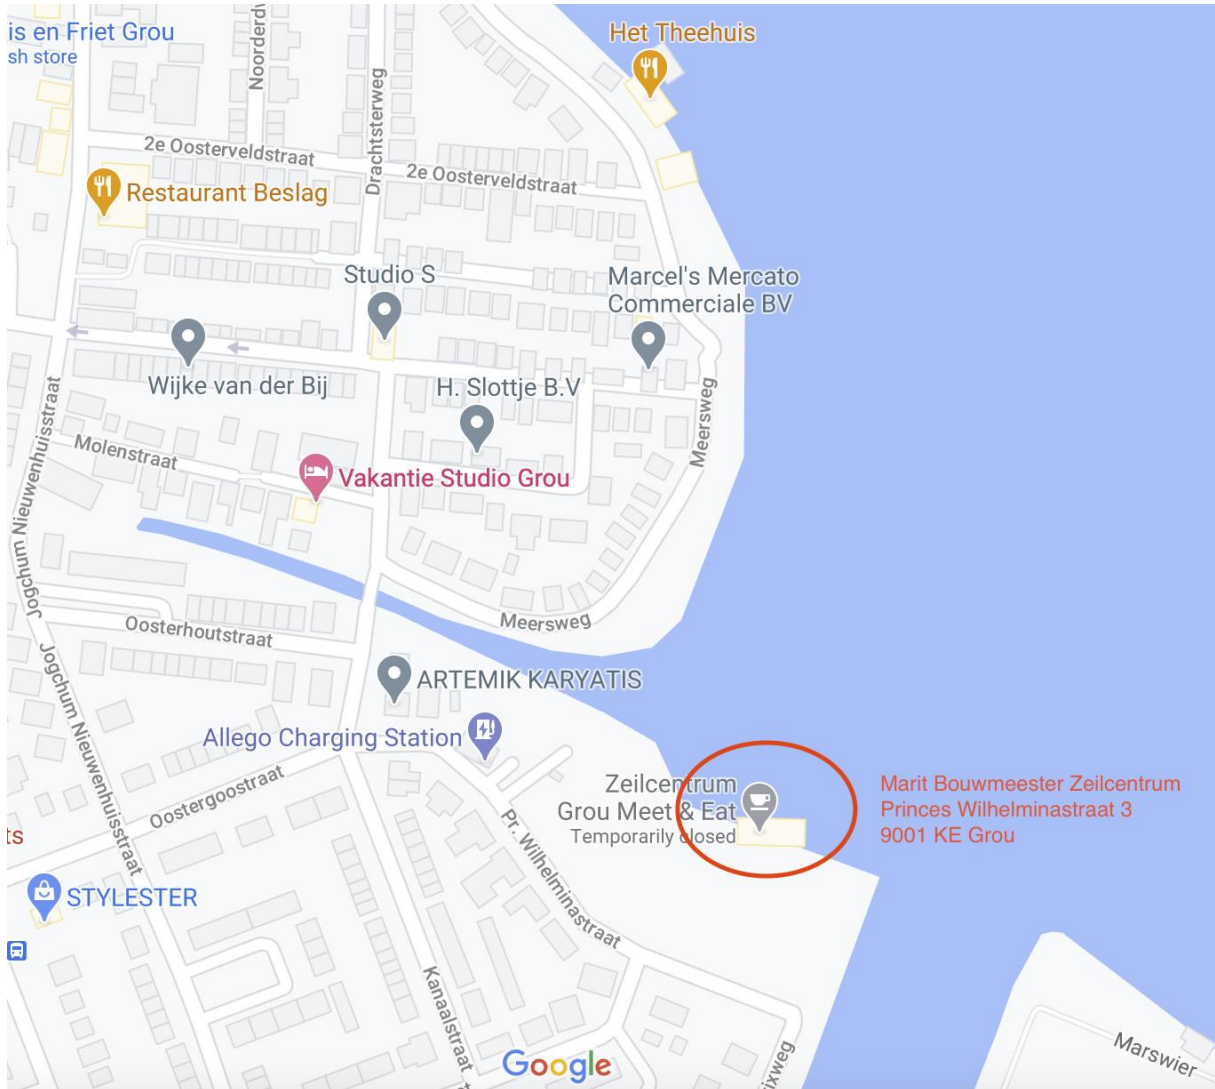 is en Friet Grou
sh store
Noorderdw
Het Theehuis
Drachtsterweg
2e Oosterveldstraat
2e Oosterveldstraat
Restaurant Beslag
Studio S
Marcel's Mercato
Commerciale BV
Wijke van der Bij
H. Slottje B.V
Meersweg
Jogchum Nieuwenhuisstraat
Molenstraat
Vakantie Studio Grou
Meersweg
Oosterhoutstraat
Jogchum Nieuwenhuisstraat
ARTEMIK KARYATIS
Allego Charging Station
Zeilcentrum
Grou Meet & Eat
Temporarily closed
Marit Bouwmeester Zeilcentrum
Princes Wilhelminastraat 3
9001 KE Grou
Oostergoostraat
ts
Pr. Wilhelminastraat
STYLESTER
Kanaalstraat
Google
ixweg
Marswier